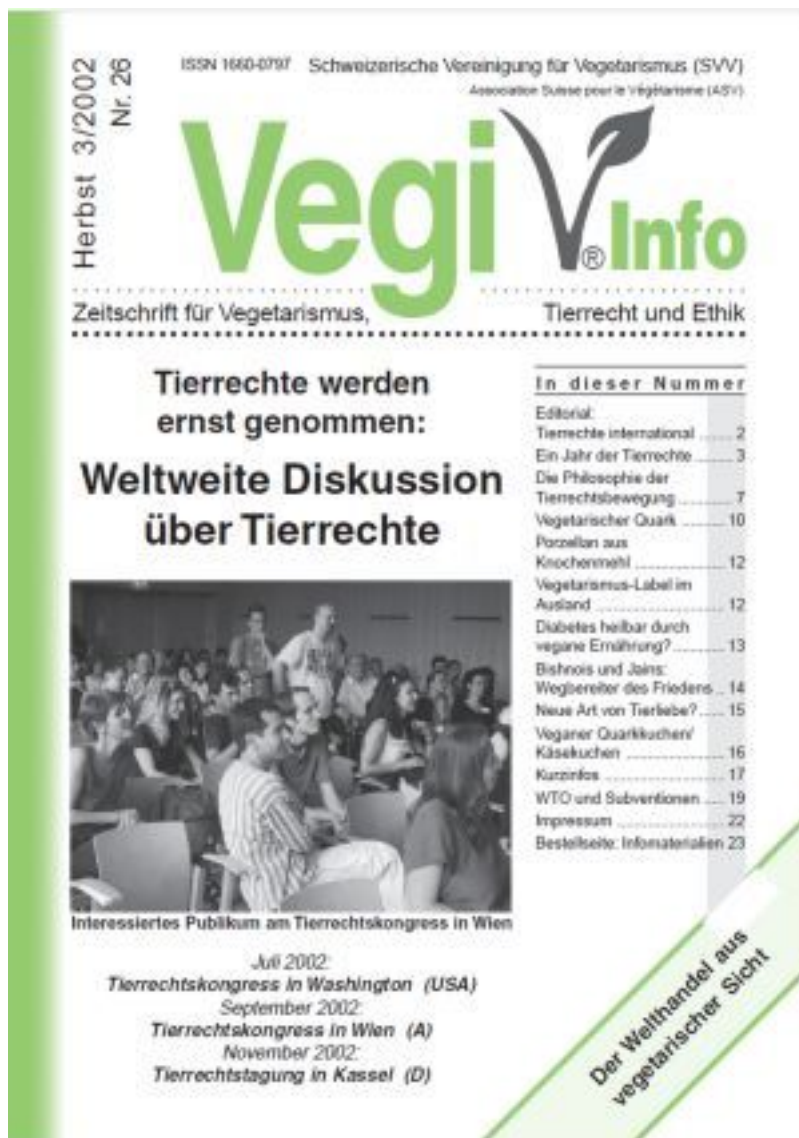 Herbst 3/2002
Nr. 26
ISSN 1660-0797 Schweizerische Vereinigung für Vegetarismus (SVV)
Association Suisse pour le Végétarisme (ASV)
Vegi V® Info
Zeitschrift für Vegetarismus, Tierrecht und Ethik
Tierrechte werden
ernst genommen:
Weltweite Diskussion
über Tierrechte
Interessiertes Publikum am Tierrechtskongress in Wien
Juli 2002:
Tierrechtskongress in Washington (USA)
September 2002:
Tierrechtskongress in Wien (A)
November 2002:
Tierrechtstagung in Kassel (D)
In dieser Nummer
Editorial:
Tierrechte international ....... 2
Ein Jahr der Tierrechte ....... 3
Die Philosophie der
Tierrechtsbewegung ........ 7
Vegetarischer Quark ........ 10
Porzellan aus
Knochenmehl ................. 12
Vegetarismus-Label im
Ausland ........................ 12
Diabetes heilbar durch
vegane Ernährung? ......... 13
Bishnois und Jains:
Wegbereiter des Friedens .. 14
Neue Art von Tierliebe? ..... 15
Veganer Quarkkuchen/
Käsekuchen .................. 16
Kurzinfos ...................... 17
WTO und Subventionen .... 19
Impressum .................... 22
Bestellseite: Infomaterialien 23
Der Welthandel aus
vegetarischer Sicht